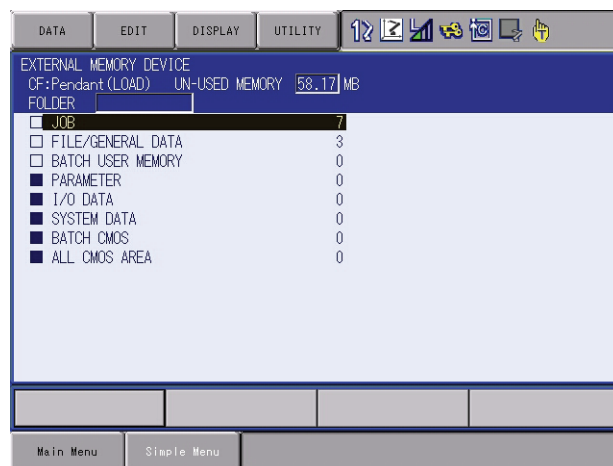 DATA EDIT DISPLAY UTILITY
EXTERNAL MEMORY DEVICE
CF:Pendant(LOAD) UN-USED MEMORY 58.17 MB
FOLDER
JOB 7
FILE/GENERAL DATA 3
BATCH USER MEMORY 0
PARAMETER 0
I/O DATA 0
SYSTEM DATA 0
BATCH CMOS 0
ALL CMOS AREA 0
Main Menu Simple Menu